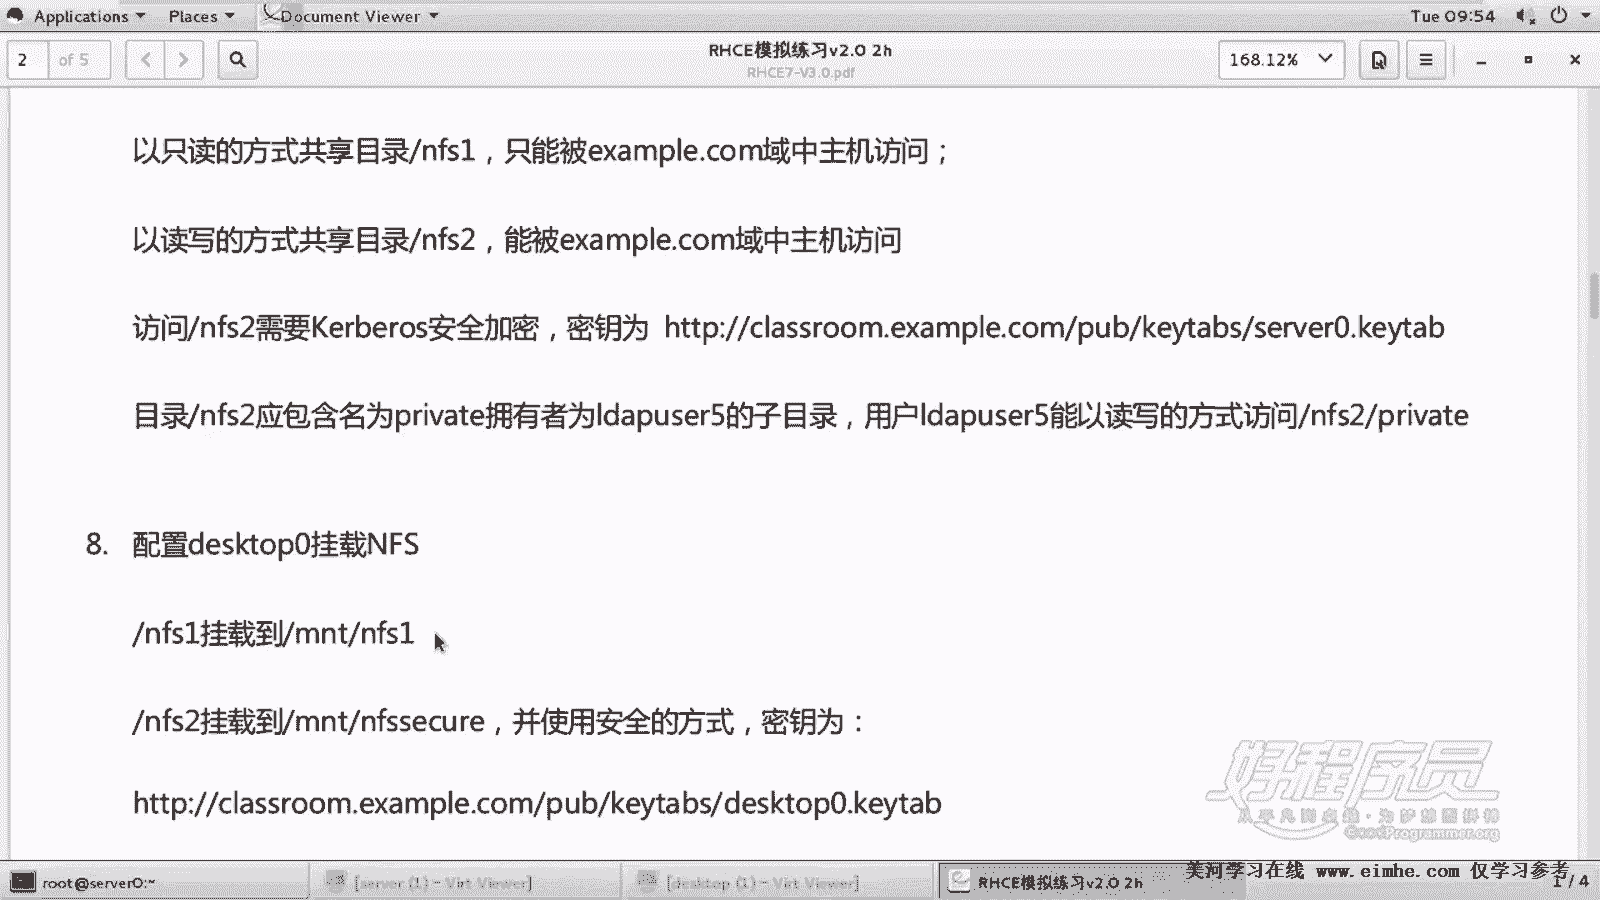 Applications Places Document Viewer Tue 09:54
2 of 5 RHCE模拟练习v2.0 2h 168.12%
RHCE7-V3.0.pdf
以只读的方式共享目录/nfs1，只能被example.com域中主机访问；
以读写的方式共享目录/nfs2，能被example.com域中主机访问
访问/nfs2需要Kerberos安全加密，密钥为 http://classroom.example.com/pub/keytabs/server0.keytab
目录/nfs2应包含名为private拥有者为ldapuser5的子目录，用户ldapuser5能以读写的方式访问/nfs2/private
8. 配置desktop0挂载NFS
/nfs1挂载到/mnt/nfs1
/nfs2挂载到/mnt/nfssecure，并使用安全的方式，密钥为：
http://classroom.example.com/pub/keytabs/desktop0.keytab
好程序员
GoodProgrammer.org
root@server0:~ [server (1) - Virt Viewer] [desktop (1) - Virt Viewer] RHCE模拟练习v2.0 2h 1 / 4
美河学习在线 www.eimhe.com 仅学习参考